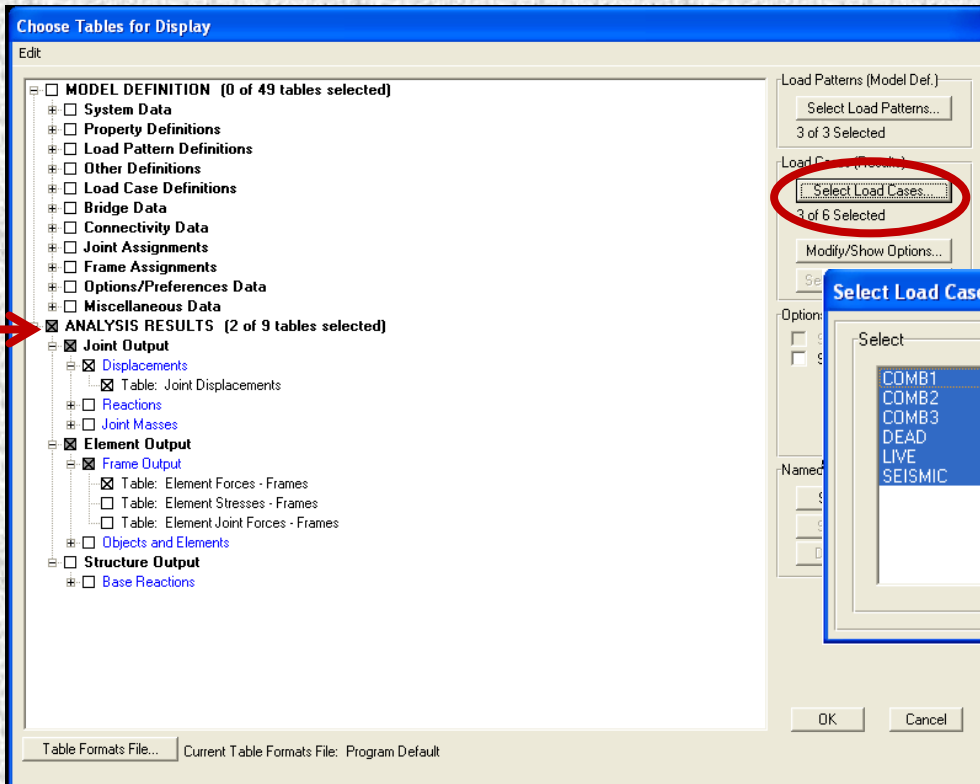 Choose Tables for Display
Edit
MODEL DEFINITION (0 of 49 tables selected)
System Data
Property Definitions
Load Pattern Definitions
Other Definitions
Load Case Definitions
Bridge Data
Connectivity Data
Joint Assignments
Frame Assignments
Options/Preferences Data
Miscellaneous Data
ANALYSIS RESULTS (2 of 9 tables selected)
Joint Output
Displacements
Table: Joint Displacements
Reactions
Joint Masses
Element Output
Frame Output
Table: Element Forces - Frames
Table: Element Stresses - Frames
Table: Element Joint Forces - Frames
Objects and Elements
Structure Output
Base Reactions
Table Formats File...
Current Table Formats File: Program Default
Load Patterns (Model Def.)
Select Load Patterns...
3 of 3 Selected
Load Cases (Results)
Select Load Cases...
3 of 6 Selected
Modify/Show Options...
Select Load Case
Select
COMB1
COMB2
COMB3
DEAD
LIVE
SEISMIC
Option
Named
OK
Cancel